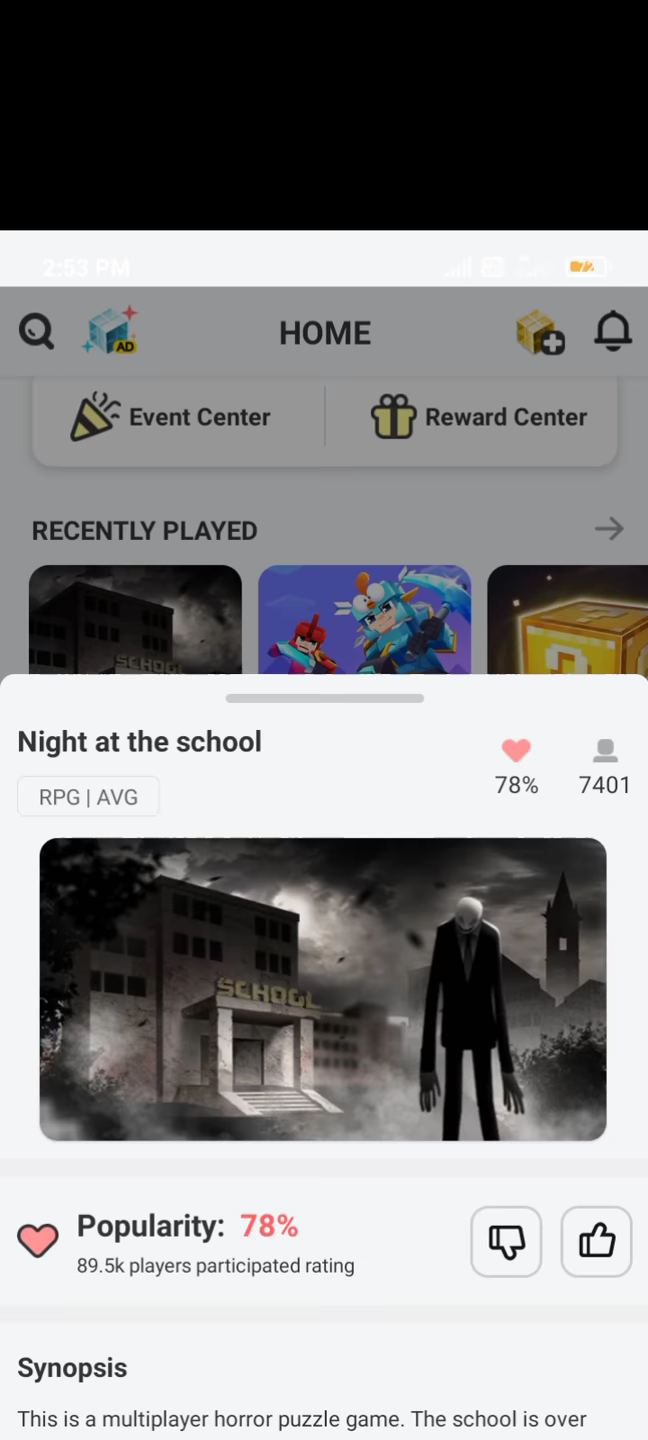 2:53 PM
72
AD
HOME
Event Center
Reward Center
RECENTLY PLAYED
SCHOOL
Night at the school
78%
7401
RPG | AVG
SCHOOL
Popularity: 78%
89.5k players participated rating
Synopsis
This is a multiplayer horror puzzle game. The school is over